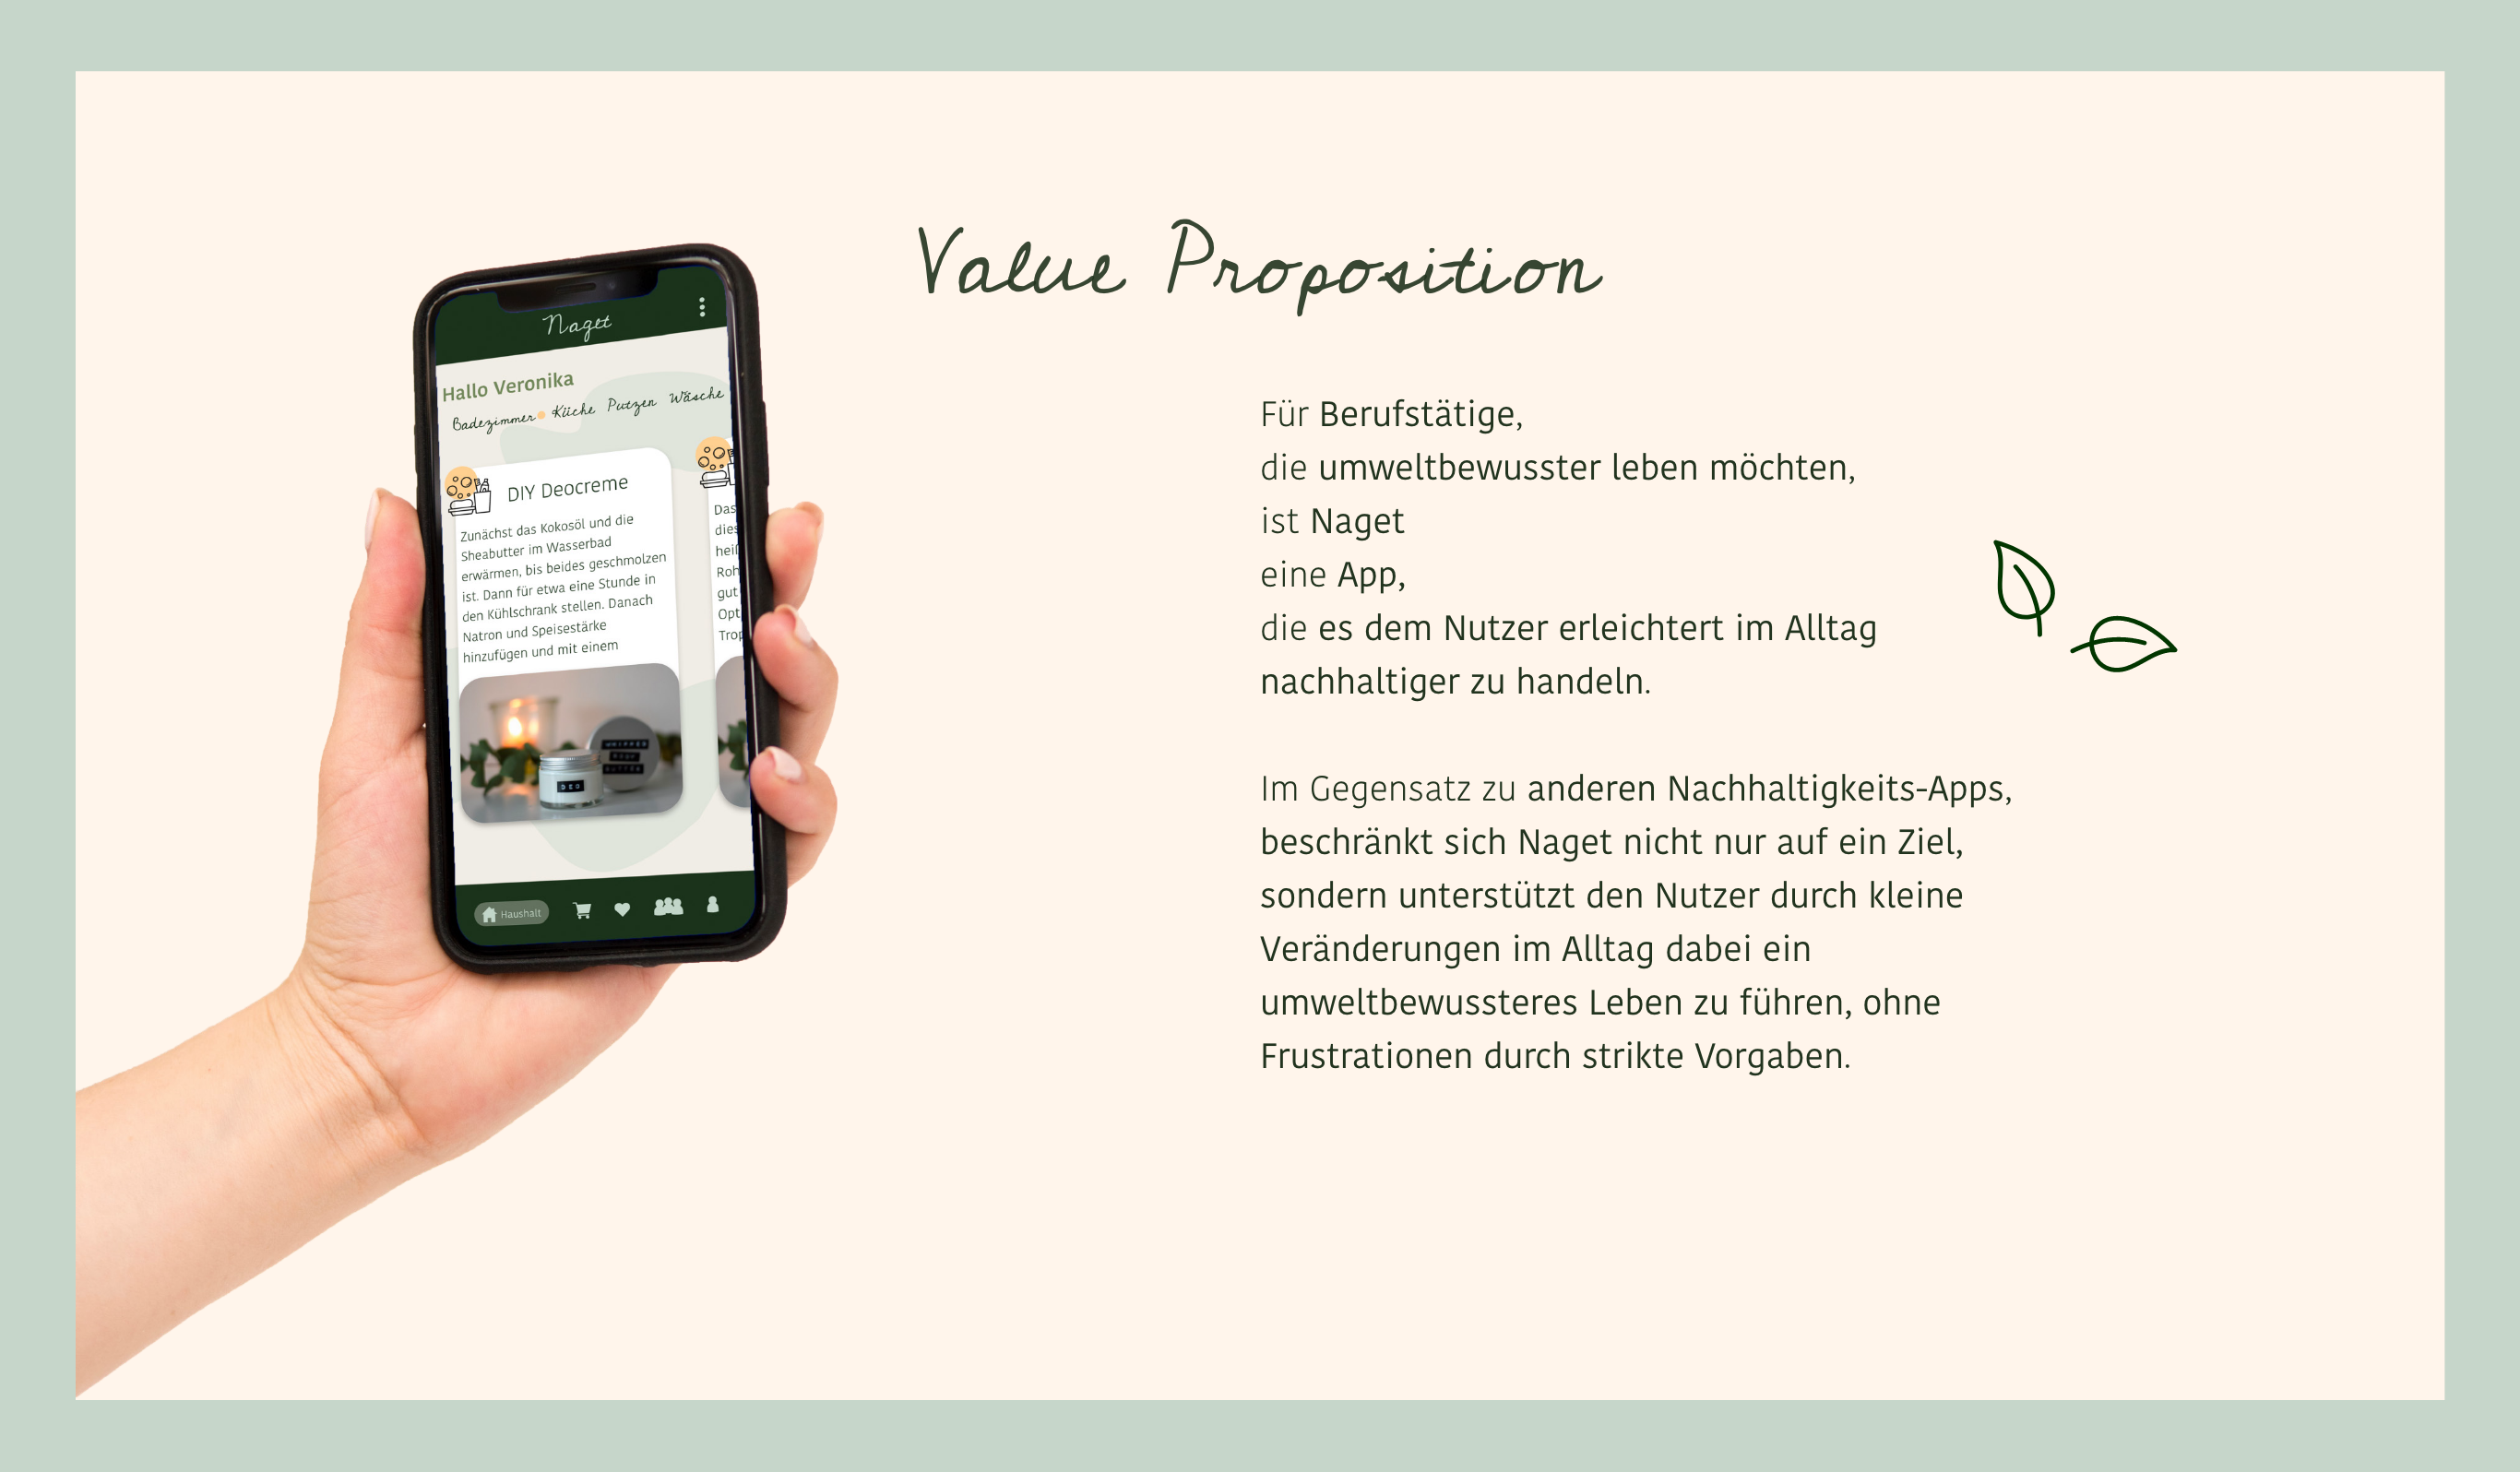 Value Proposition
Naget
Hallo Veronika
Badezimmer Küche Putzen Wäsche
DIY Deocreme
Zunächst das Kokosöl und die
Sheabutter im Wasserbad
erwärmen, bis beides geschmolzen
ist. Dann für etwa eine Stunde in
den Kühlschrank stellen. Danach
Natron und Speisestärke
hinzufügen und mit einem
Das
dies
heiß
Roh
gut
Opt
Trop
WHIPPED
BODY
BUTTER
DEO
Haushalt
Für Berufstätige,
die umweltbewusster leben möchten,
ist Naget
eine App,
die es dem Nutzer erleichtert im Alltag
nachhaltiger zu handeln.
Im Gegensatz zu anderen Nachhaltigkeits-Apps,
beschränkt sich Naget nicht nur auf ein Ziel,
sondern unterstützt den Nutzer durch kleine
Veränderungen im Alltag dabei ein
umweltbewussteres Leben zu führen, ohne
Frustrationen durch strikte Vorgaben.